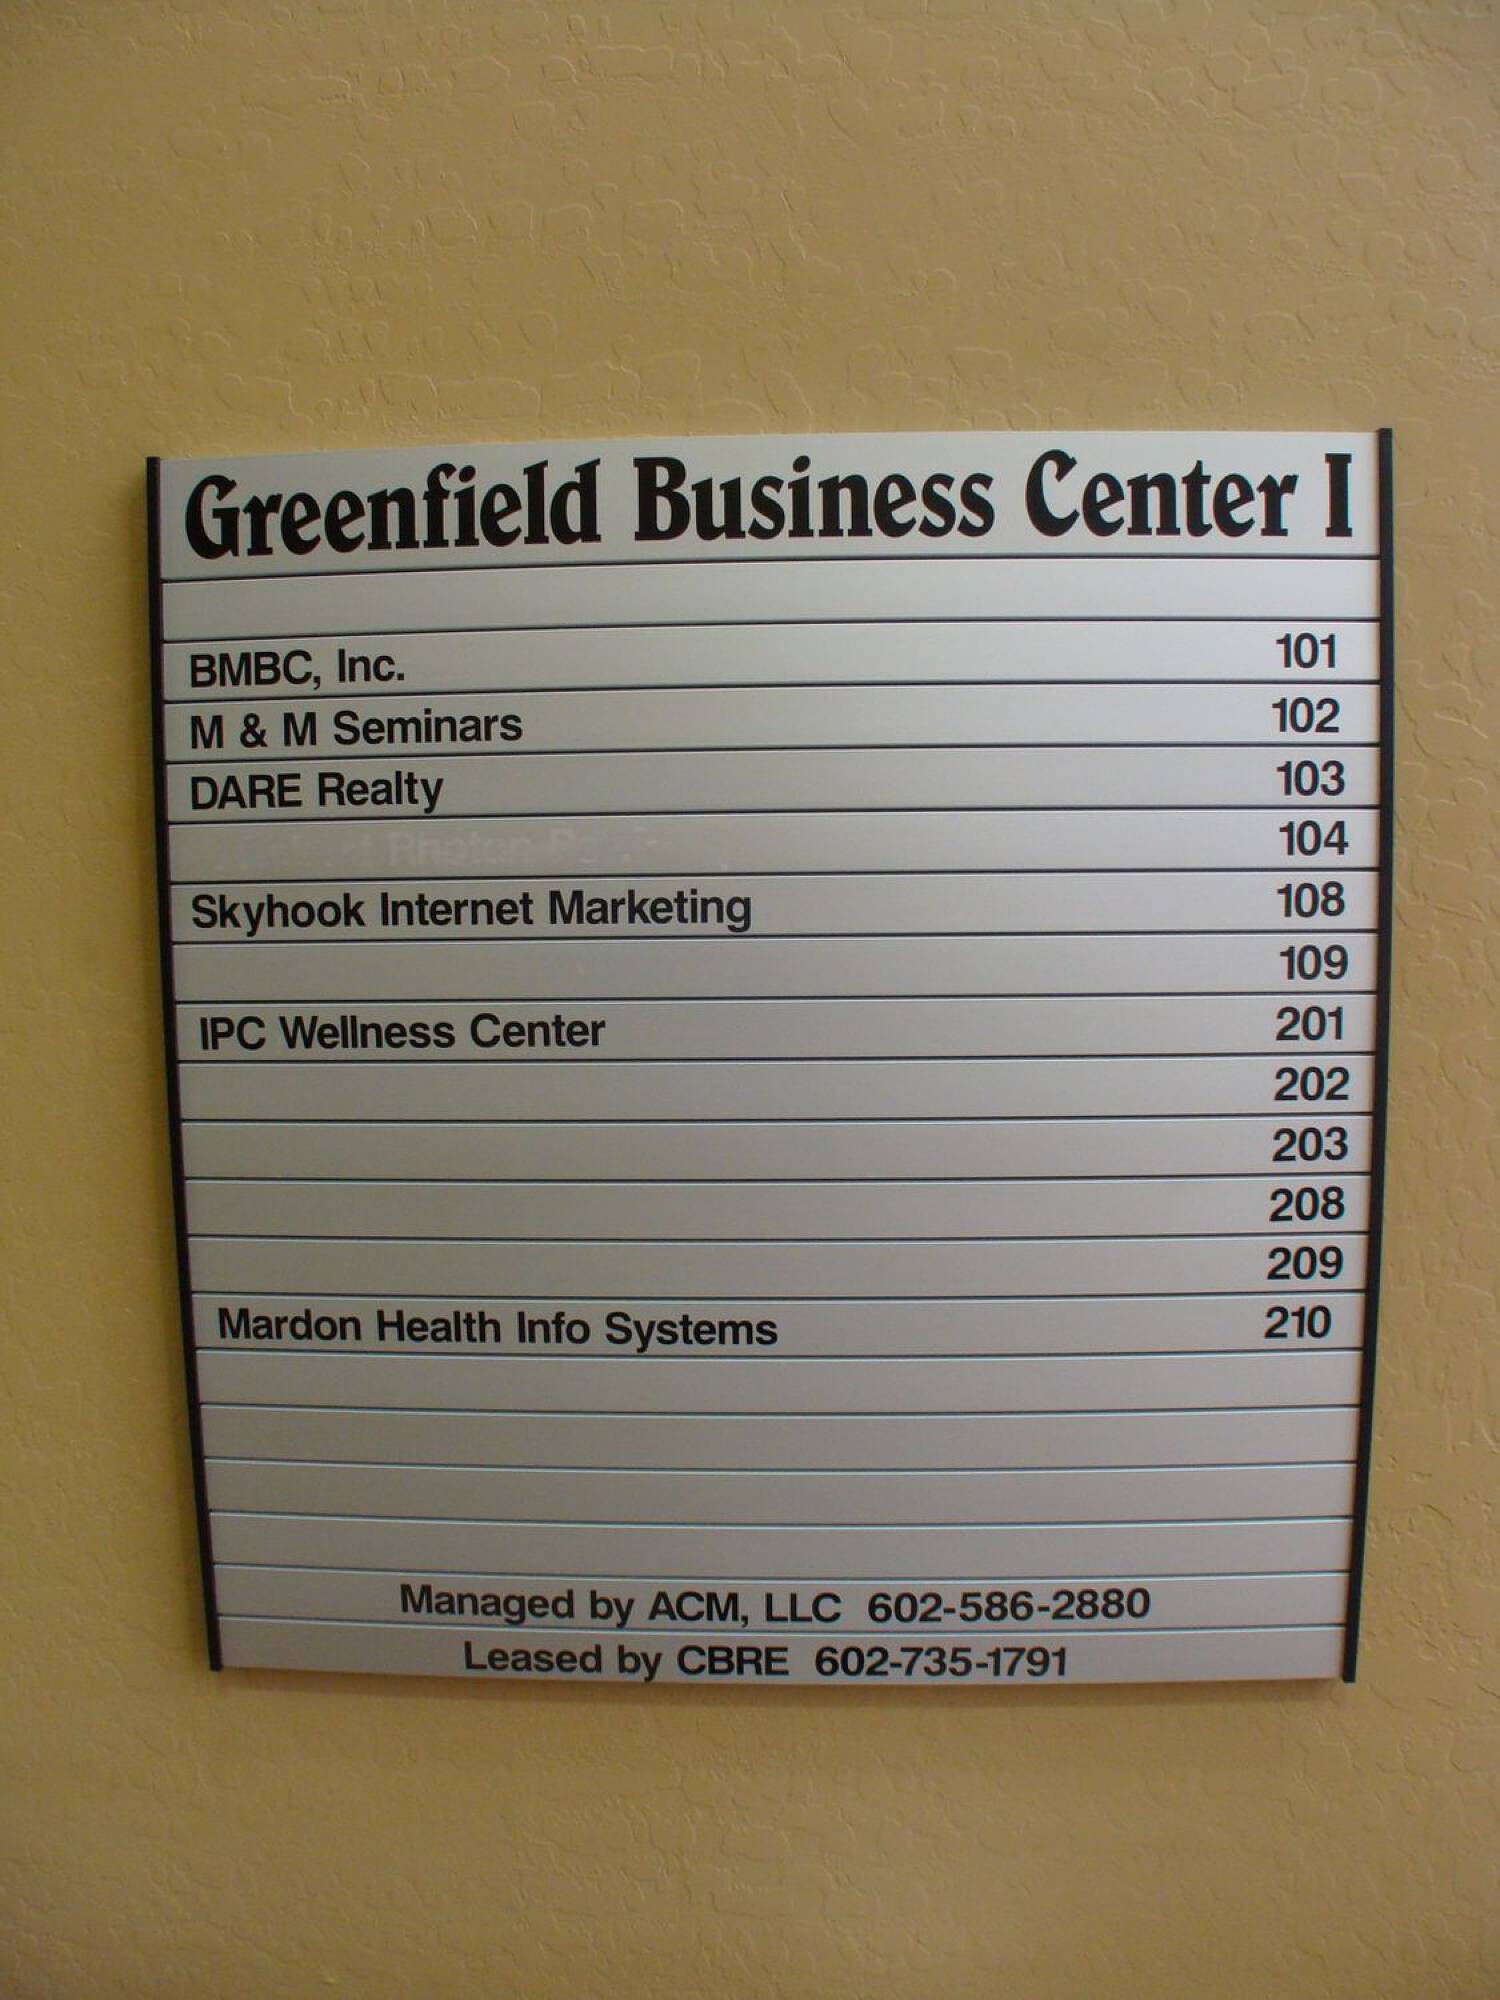 Greenfield Business Center I
BMBC, Inc. 101
M & M Seminars 102
DARE Realty 103
104
Skyhook Internet Marketing 108
109
IPC Wellness Center 201
202
203
208
209
Mardon Health Info Systems 210
Managed by ACM, LLC 602-586-2880
Leased by CBRE 602-735-1791